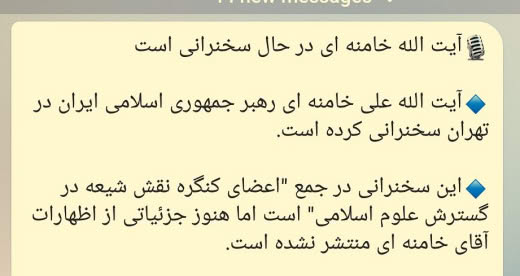 🎙آیت الله خامنه ای در حال سخنرانی است
🔷آیت الله علی خامنه ای رهبر جمهوری اسلامی ایران در
تهران سخنرانی کرده است.
🔷این سخنرانی در جمع "اعضای کنگره نقش شیعه در
گسترش علوم اسلامی" است اما هنوز جزئیاتی از اظهارات
آقای خامنه ای منتشر نشده است.